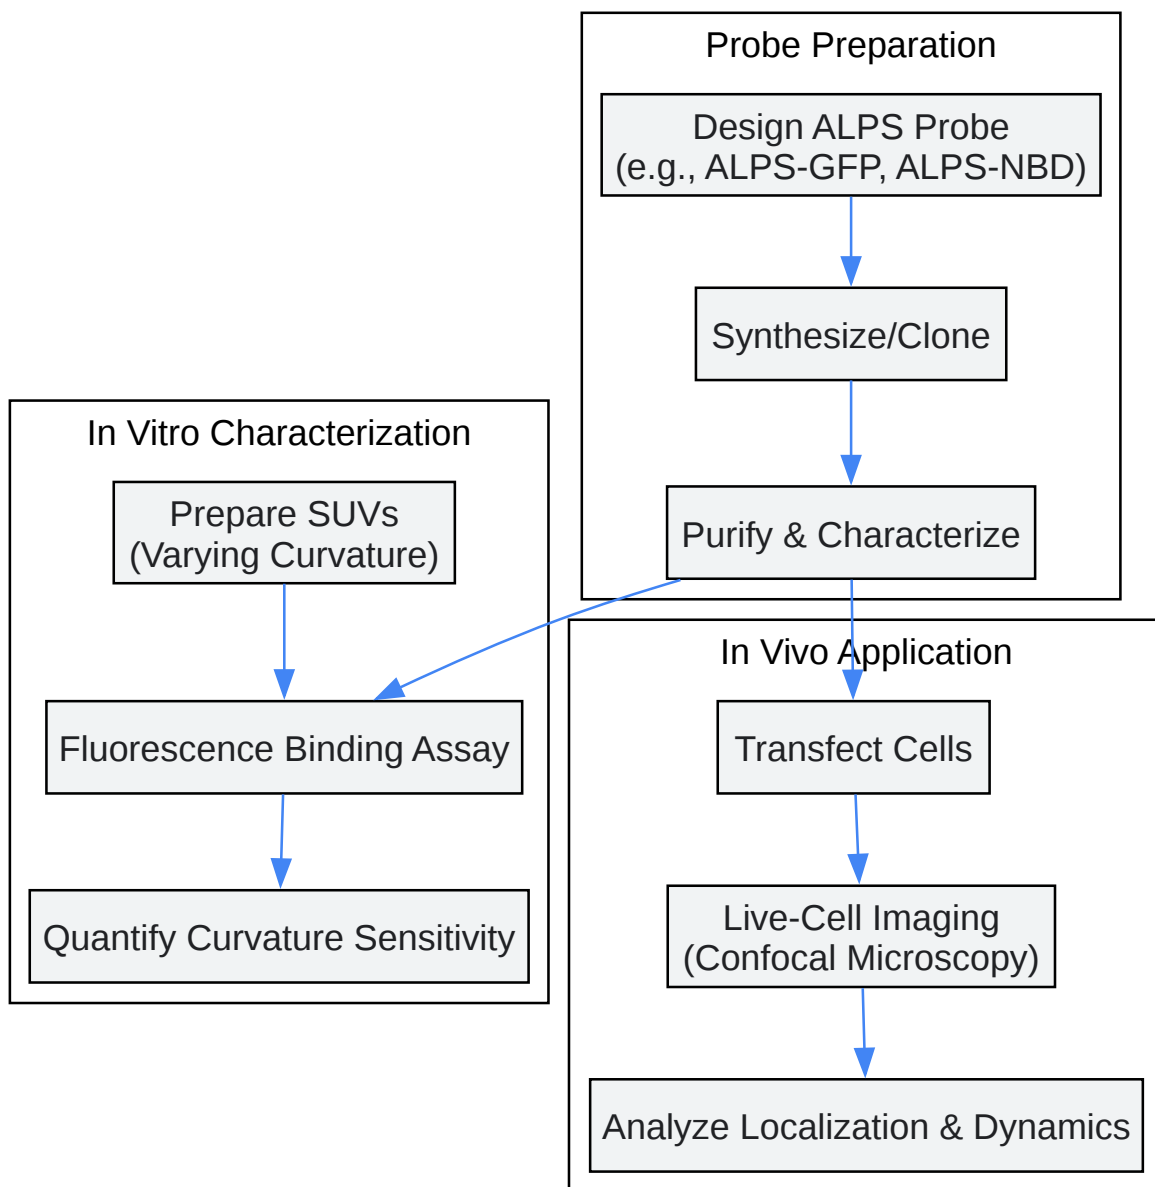 Probe Preparation
Design ALPS Probe
(e.g., ALPS-GFP, ALPS-NBD)
Synthesize/Clone
Purify & Characterize
In Vitro Characterization
Prepare SUVs
(Varying Curvature)
Fluorescence Binding Assay
Quantify Curvature Sensitivity
In Vivo Application
Transfect Cells
Live-Cell Imaging
(Confocal Microscopy)
Analyze Localization & Dynamics